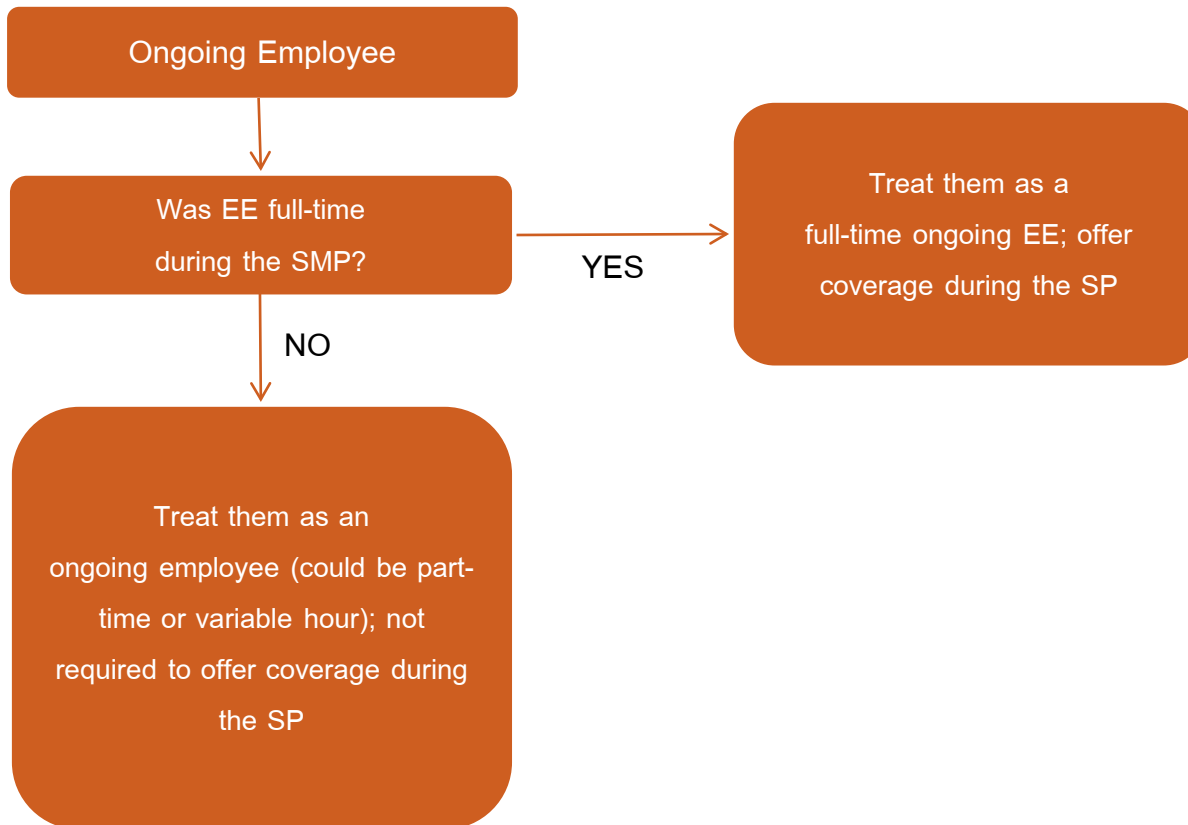 Ongoing Employee
Was EE full-time
during the SMP?
YES
Treat them as a
full-time ongoing EE; offer
coverage during the SP
NO
Treat them as an
ongoing employee (could be part-
time or variable hour); not
required to offer coverage during
the SP